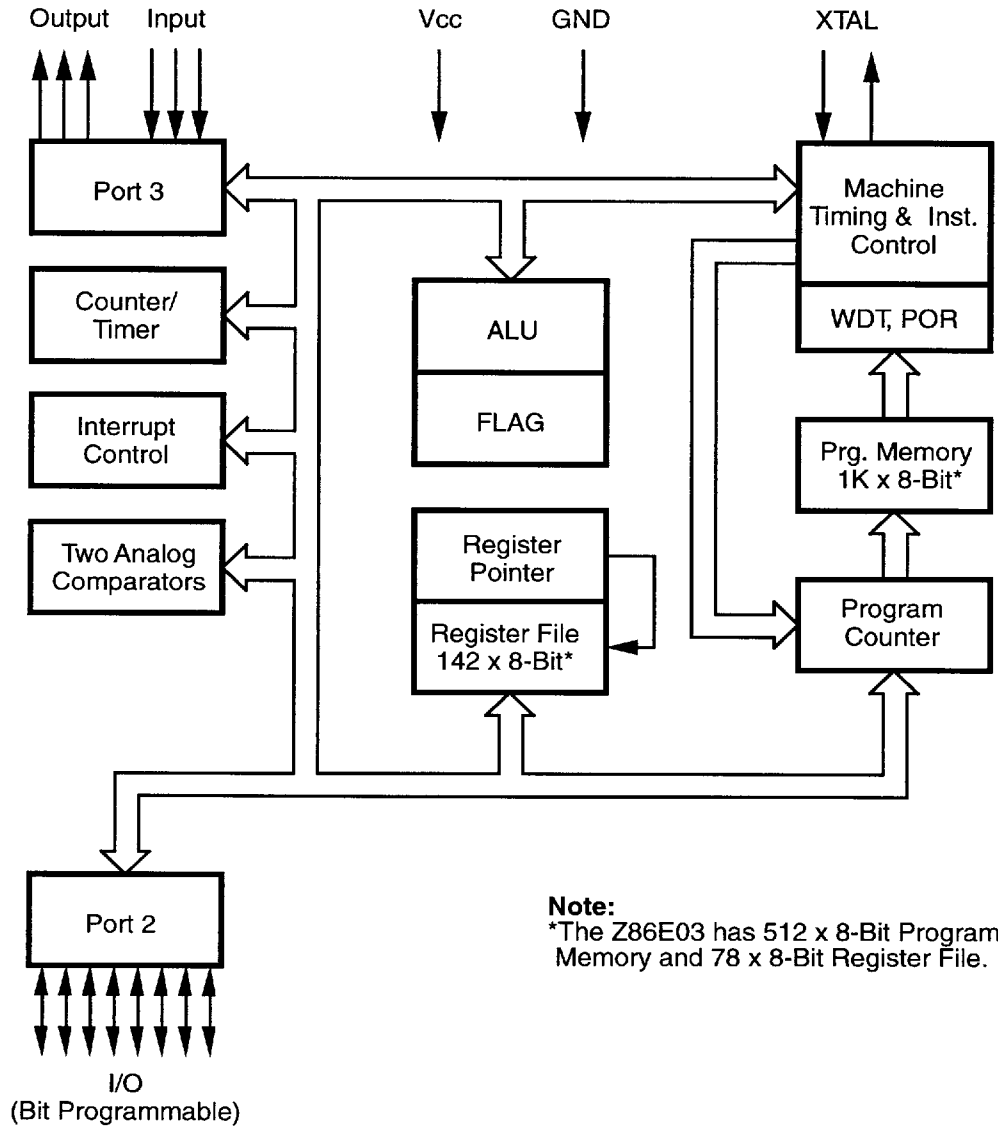 Output
Input
Vcc
GND
XTAL
Port 3
Machine
Timing & Inst.
Control
WDT, POR
Counter/
Timer
ALU
FLAG
Interrupt
Control
Prg. Memory
1K x 8-Bit*
Two Analog
Comparators
Register
Pointer
Register File
142 x 8-Bit*
Program
Counter
Port 2
Note:
*The Z86E03 has 512 x 8-Bit Program
Memory and 78 x 8-Bit Register File.
I/O
(Bit Programmable)